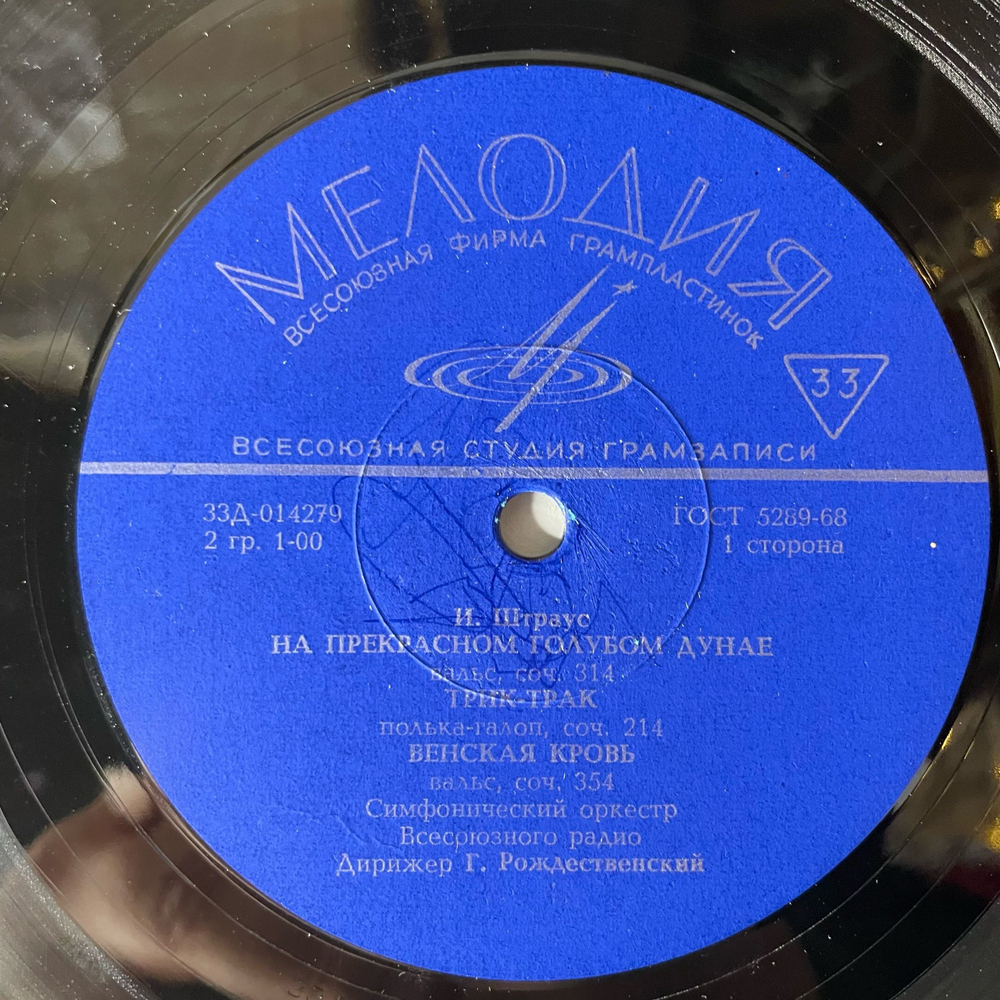 МЕЛОДИЯ
ВСЕСОЮЗНАЯ ФИРМА ГРАМПЛАСТИНОК
33
ВСЕСОЮЗНАЯ СТУДИЯ ГРАМЗАПИСИ
33Д-014279 ГОСТ 5289-68
2 гр. 1-00 1 сторона
И. Штраус
НА ПРЕКРАСНОМ ГОЛУБОМ ДУНАЕ
вальс, соч. 314
ТРИК-ТРАК
полька-галоп, соч. 214
ВЕНСКАЯ КРОВЬ
вальс, соч. 354
Симфонический оркестр
Всесоюзного радио
Дирижер Г. Рождественский